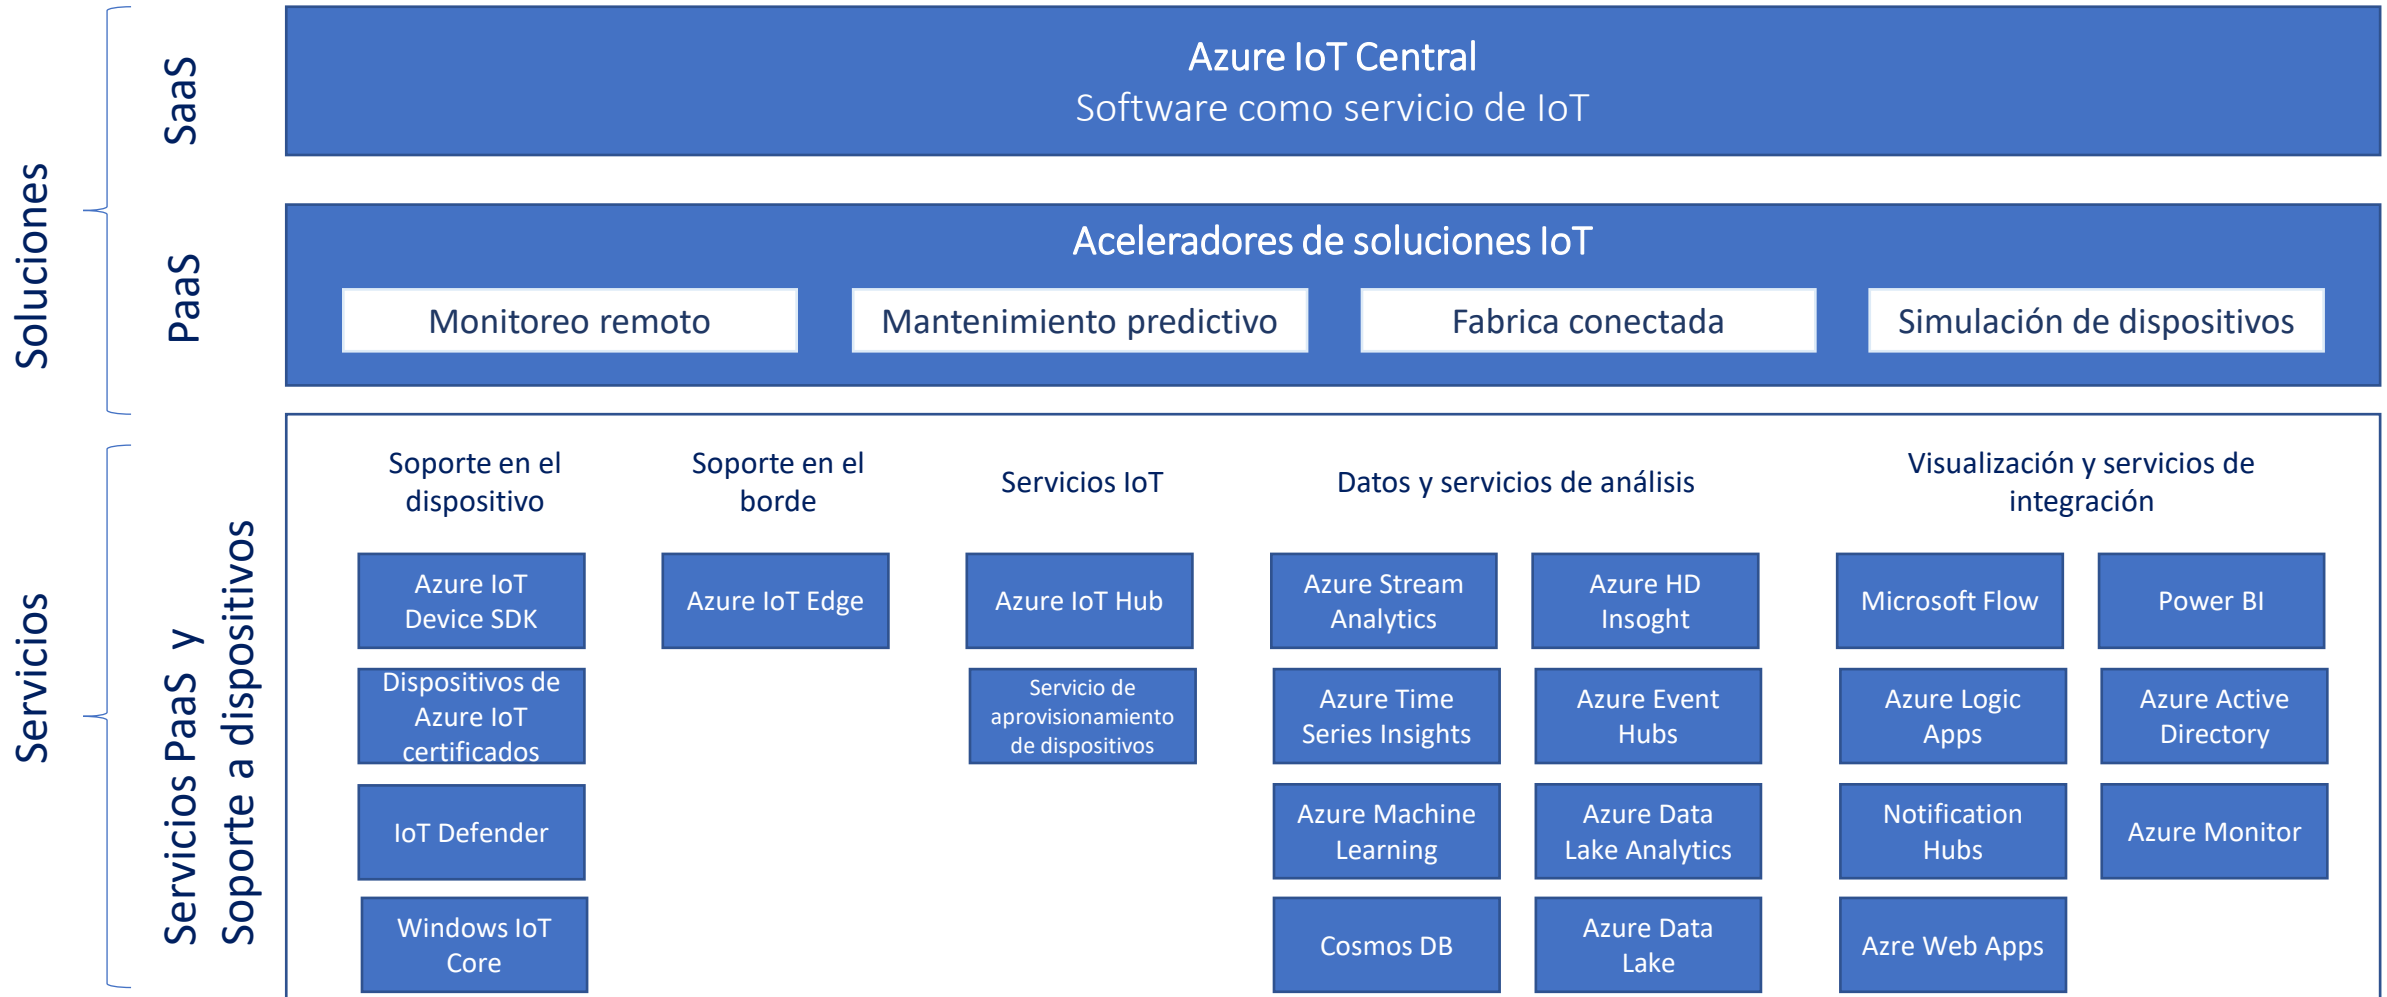 Soluciones
SaaS
Azure IoT Central
Software como servicio de IoT
PaaS
Aceleradores de soluciones IoT
Monitoreo remoto
Mantenimiento predictivo
Fabrica conectada
Simulación de dispositivos
Servicios
Servicios PaaS y
Soporte a dispositivos
Soporte en el
dispositivo
Azure IoT
Device SDK
Dispositivos de
Azure IoT
certificados
IoT Defender
Windows IoT
Core
Soporte en el
borde
Azure IoT Edge
Servicios IoT
Azure IoT Hub
Servicio de
aprovisionamiento
de dispositivos
Datos y servicios de análisis
Azure Stream
Analytics
Azure HD
Insoght
Azure Time
Series Insights
Azure Event
Hubs
Azure Machine
Learning
Azure Data
Lake Analytics
Cosmos DB
Azure Data
Lake
Visualización y servicios de
integración
Microsoft Flow
Power BI
Azure Logic
Apps
Azure Active
Directory
Notification
Hubs
Azure Monitor
Azre Web Apps